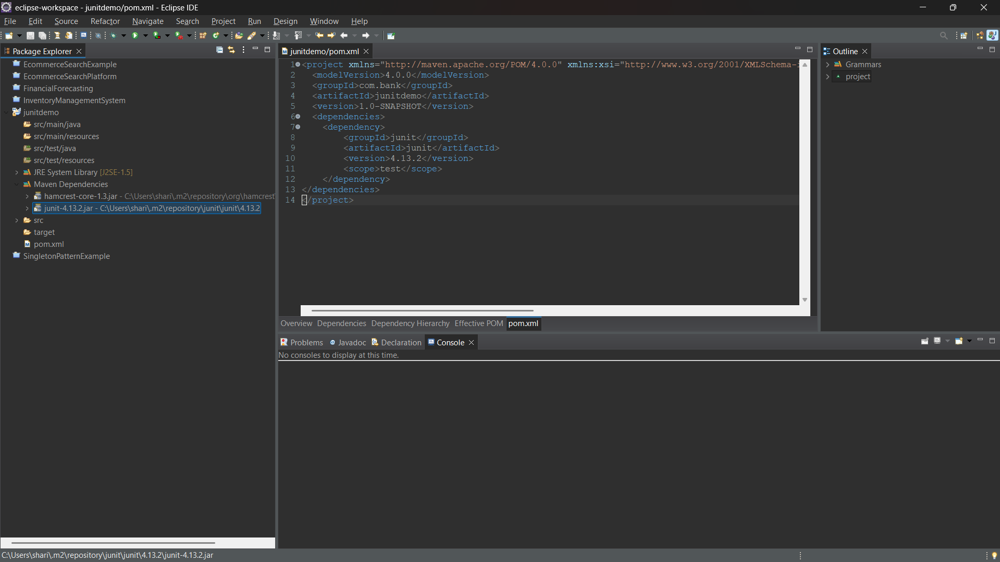 eclipse-workspace - junitdemo/pom.xml - Eclipse IDE
File Edit Source Refactor Navigate Search Project Run Design Window Help
Package Explorer
EcommerceSearchExample
EcommerceSearchPlatform
FinancialForecasting
InventoryManagementSystem
junitdemo
src/main/java
src/main/resources
src/test/java
src/test/resources
JRE System Library [J2SE-1.5]
Maven Dependencies
hamcrest-core-1.3.jar - C:\Users\shari\.m2\repository\org\hamcrest
junit-4.13.2.jar - C:\Users\shari\.m2\repository\junit\junit\4.13.2
src
target
pom.xml
SingletonPatternExample
junitdemo/pom.xml
1 <project xmlns="http://maven.apache.org/POM/4.0.0" xmlns:xsi="http://www.w3.org/2001/XMLSchema-i
2 <modelVersion>4.0.0</modelVersion>
3 <groupId>com.bank</groupId>
4 <artifactId>junitdemo</artifactId>
5 <version>1.0-SNAPSHOT</version>
6 <dependencies>
7 <dependency>
8 <groupId>junit</groupId>
9 <artifactId>junit</artifactId>
10 <version>4.13.2</version>
11 <scope>test</scope>
12 </dependency>
13 </dependencies>
14 </project>
Overview Dependencies Dependency Hierarchy Effective POM pom.xml
Outline
Grammars
project
Problems Javadoc Declaration Console
No consoles to display at this time.
C:\Users\shari\.m2\repository\junit\junit\4.13.2\junit-4.13.2.jar